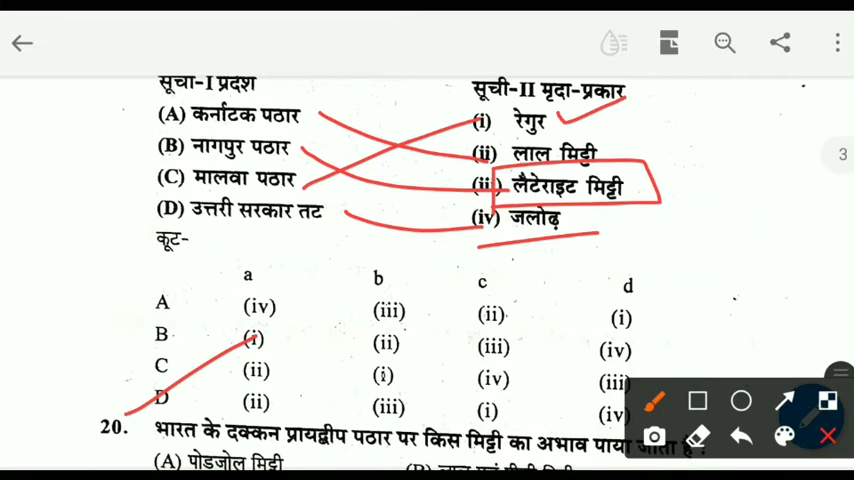 3
सूची-I प्रदेश
सूची-II मृदा-प्रकार
(A) कर्नाटक पठार
(i) रेगुर
(B) नागपुर पठार
(ii) लाल मिट्टी
(C) मालवा पठार
(iii) लैटेराइट मिट्टी
(D) उत्तरी सरकार तट
(iv) जलोढ़
कूट-
a b c d
A (iv) (iii) (ii) (i)
B (i) (ii) (iii) (iv)
C (ii) (i) (iv) (iii)
D (ii) (iii) (i) (iv)
20. भारत के दक्कन प्रायद्वीप पठार पर किस मिट्टी का अभाव पाया जाता है ?
(A) पोडजोल मिट्टी (B)